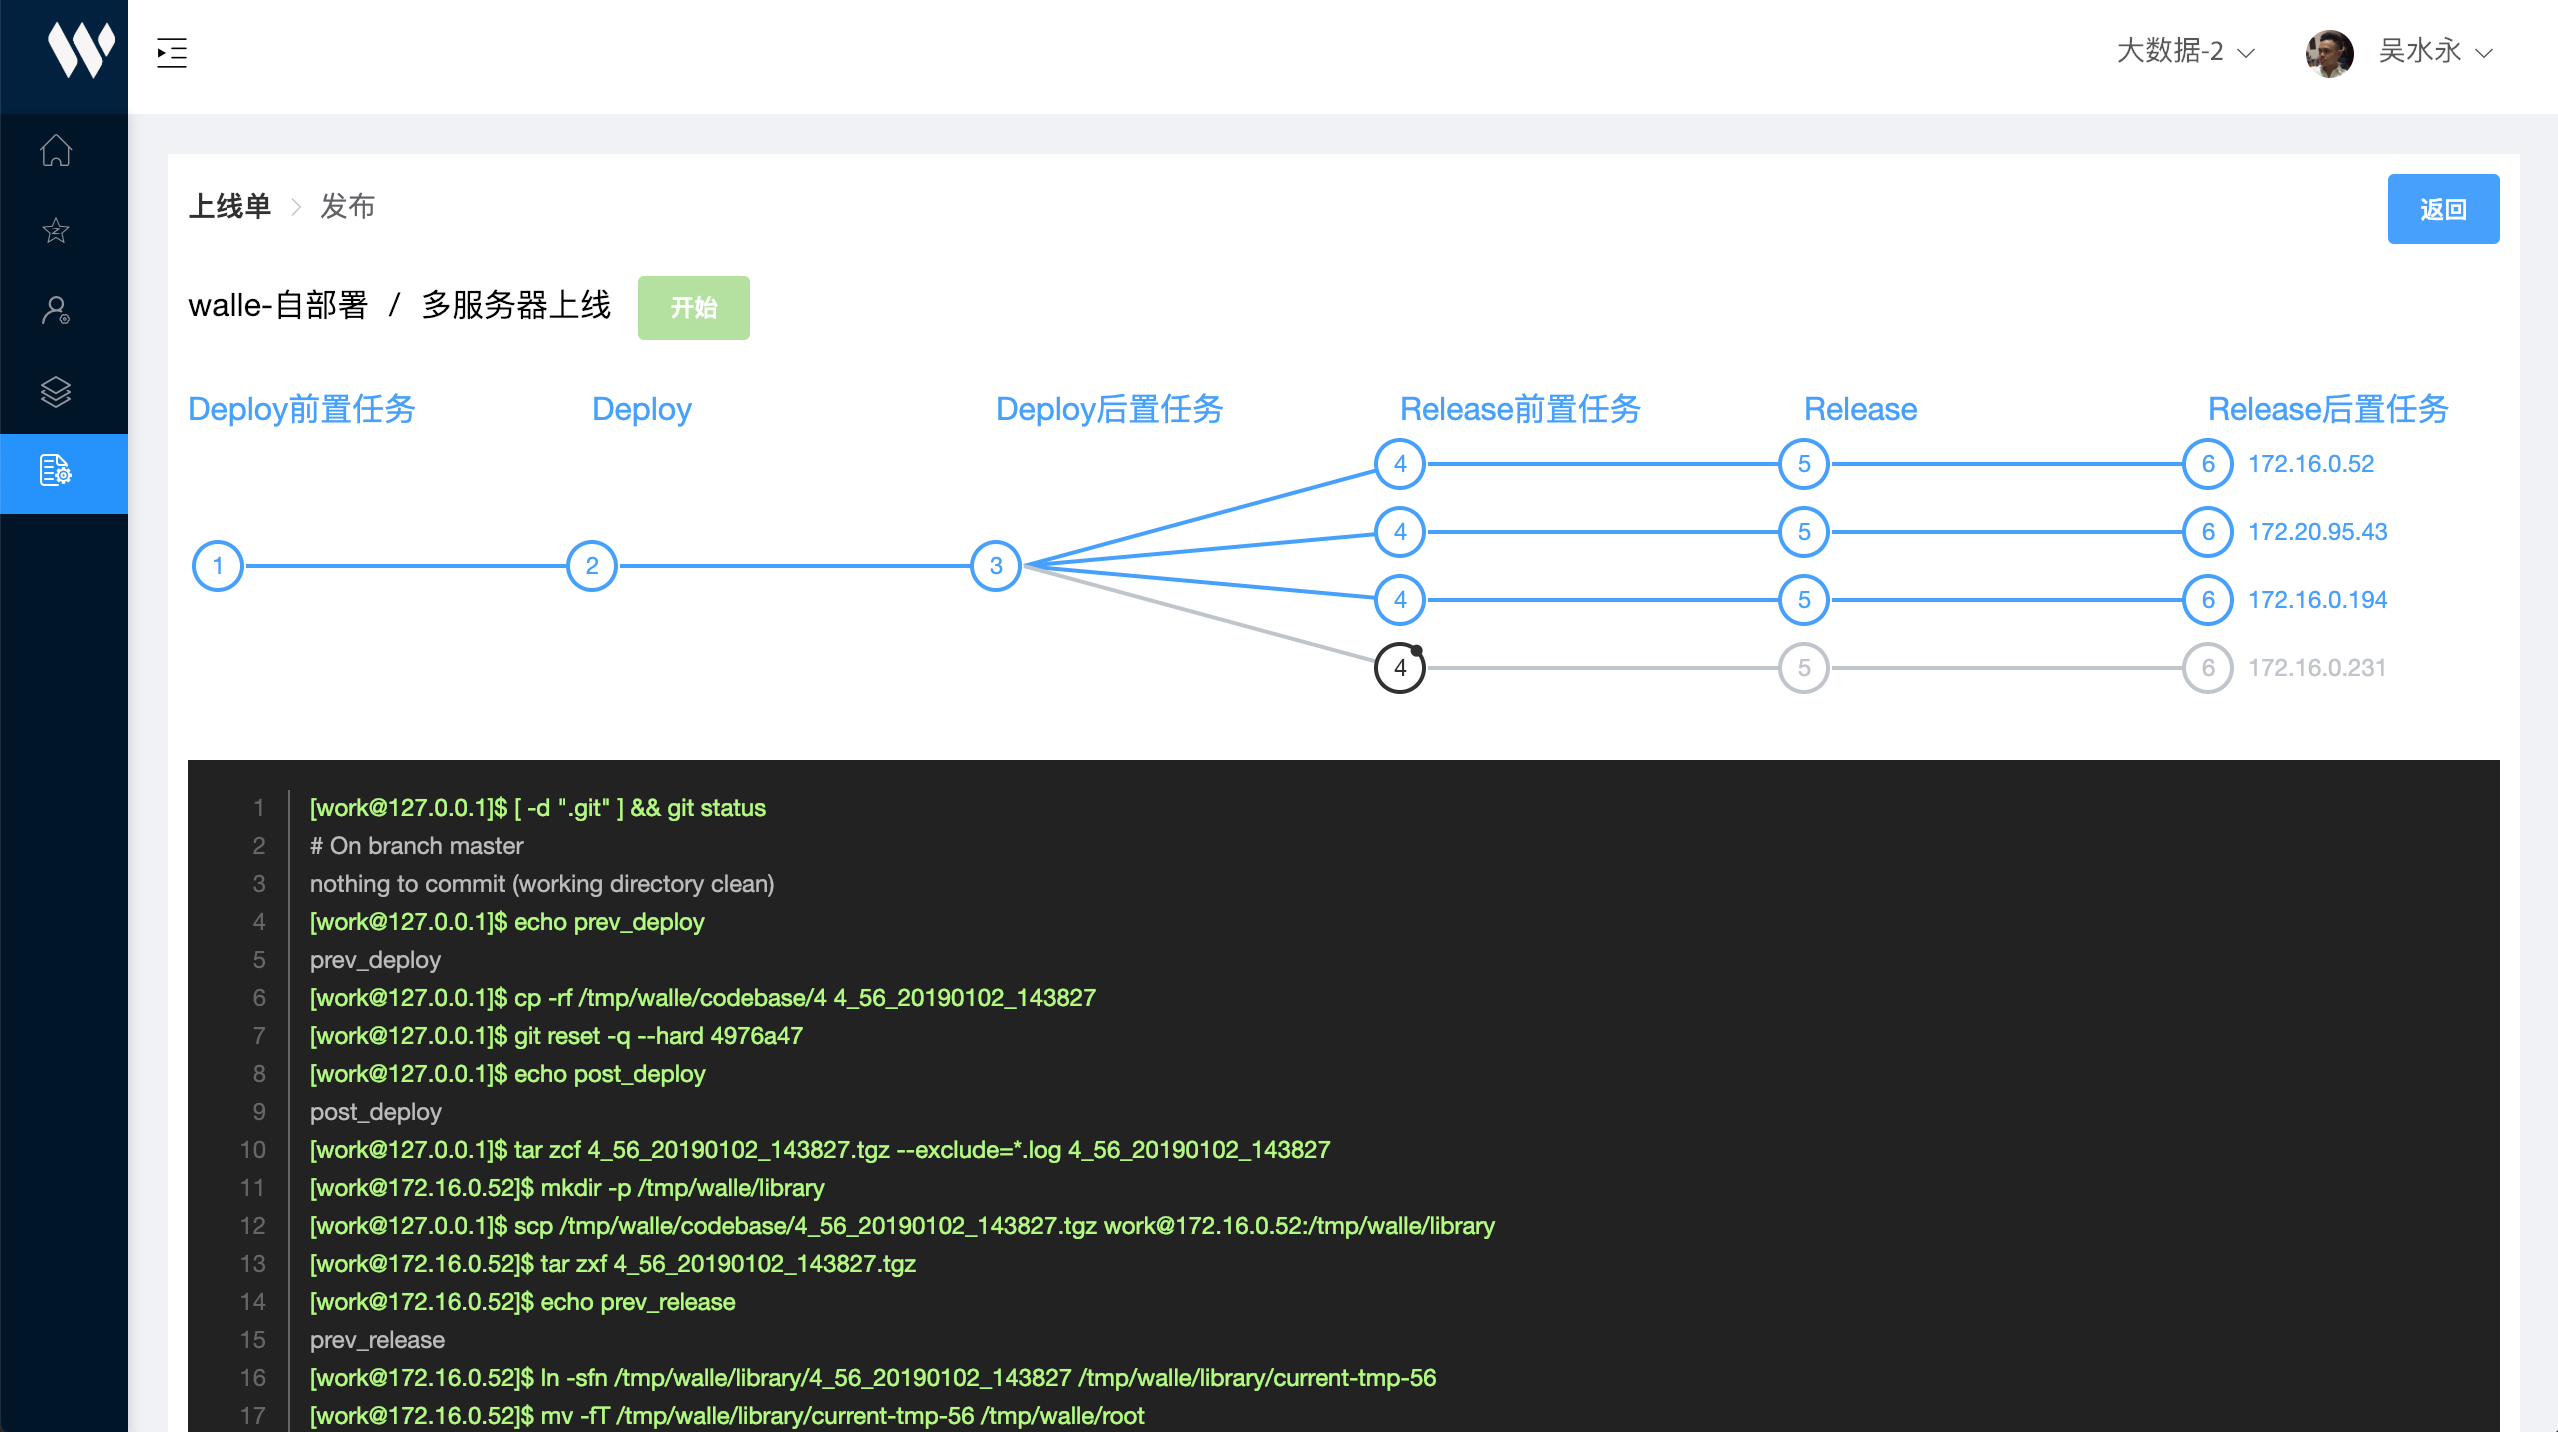 大数据-2
吴水永
上线单
发布
返回
walle-自部署 / 多服务器上线
开始
Deploy前置任务
Deploy
Deploy后置任务
Release前置任务
Release
Release后置任务
4 5 6 172.16.0.52
4 5 6 172.20.95.43
1 2 3
4 5 6 172.16.0.194
4 5 6 172.16.0.231
1 [work@127.0.0.1]$ [ -d ".git" ] && git status
2 # On branch master
3 nothing to commit (working directory clean)
4 [work@127.0.0.1]$ echo prev_deploy
5 prev_deploy
6 [work@127.0.0.1]$ cp -rf /tmp/walle/codebase/4 4_56_20190102_143827
7 [work@127.0.0.1]$ git reset -q --hard 4976a47
8 [work@127.0.0.1]$ echo post_deploy
9 post_deploy
10 [work@127.0.0.1]$ tar zcf 4_56_20190102_143827.tgz --exclude=*.log 4_56_20190102_143827
11 [work@172.16.0.52]$ mkdir -p /tmp/walle/library
12 [work@127.0.0.1]$ scp /tmp/walle/codebase/4_56_20190102_143827.tgz work@172.16.0.52:/tmp/walle/library
13 [work@172.16.0.52]$ tar zxf 4_56_20190102_143827.tgz
14 [work@172.16.0.52]$ echo prev_release
15 prev_release
16 [work@172.16.0.52]$ ln -sfn /tmp/walle/library/4_56_20190102_143827 /tmp/walle/library/current-tmp-56
17 [work@172.16.0.52]$ mv -fT /tmp/walle/library/current-tmp-56 /tmp/walle/root